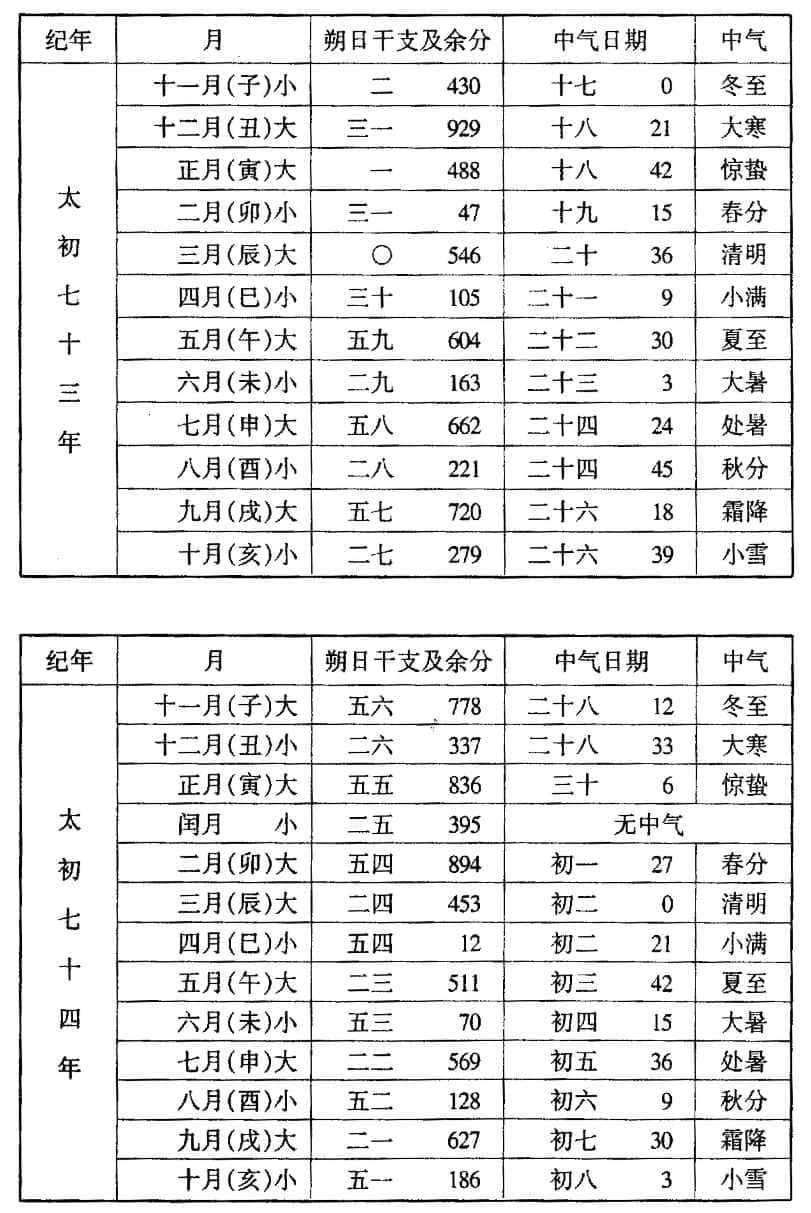 纪年 月 朔日干支及余分 中气日期 中气
太初七十三年
十一月(子)小 二 430 十七 0 冬至
十二月(丑)大 三一 929 十八 21 大寒
正月(寅)大 一 488 十八 42 惊蛰
二月(卯)小 三一 47 十九 15 春分
三月(辰)大 〇 546 二十 36 清明
四月(巳)小 三十 105 二十一 9 小满
五月(午)大 五九 604 二十二 30 夏至
六月(未)小 二九 163 二十三 3 大暑
七月(申)大 五八 662 二十四 24 处暑
八月(酉)小 二八 221 二十四 45 秋分
九月(戌)大 五七 720 二十六 18 霜降
十月(亥)小 二七 279 二十六 39 小雪
纪年 月 朔日干支及余分 中气日期 中气
太初七十四年
十一月(子)大 五六 778 二十八 12 冬至
十二月(丑)小 二六 337 二十八 33 大寒
正月(寅)大 五五 836 三十 6 惊蛰
闰月 小 二五 395 无中气
二月(卯)大 五四 894 初一 27 春分
三月(辰)大 二四 453 初二 0 清明
四月(巳)小 五四 12 初二 21 小满
五月(午)大 二三 511 初三 42 夏至
六月(未)小 五三 70 初四 15 大暑
七月(申)大 二二 569 初五 36 处暑
八月(酉)小 五二 128 初六 9 秋分
九月(戌)大 二一 627 初七 30 霜降
十月(亥)小 五一 186 初八 3 小雪